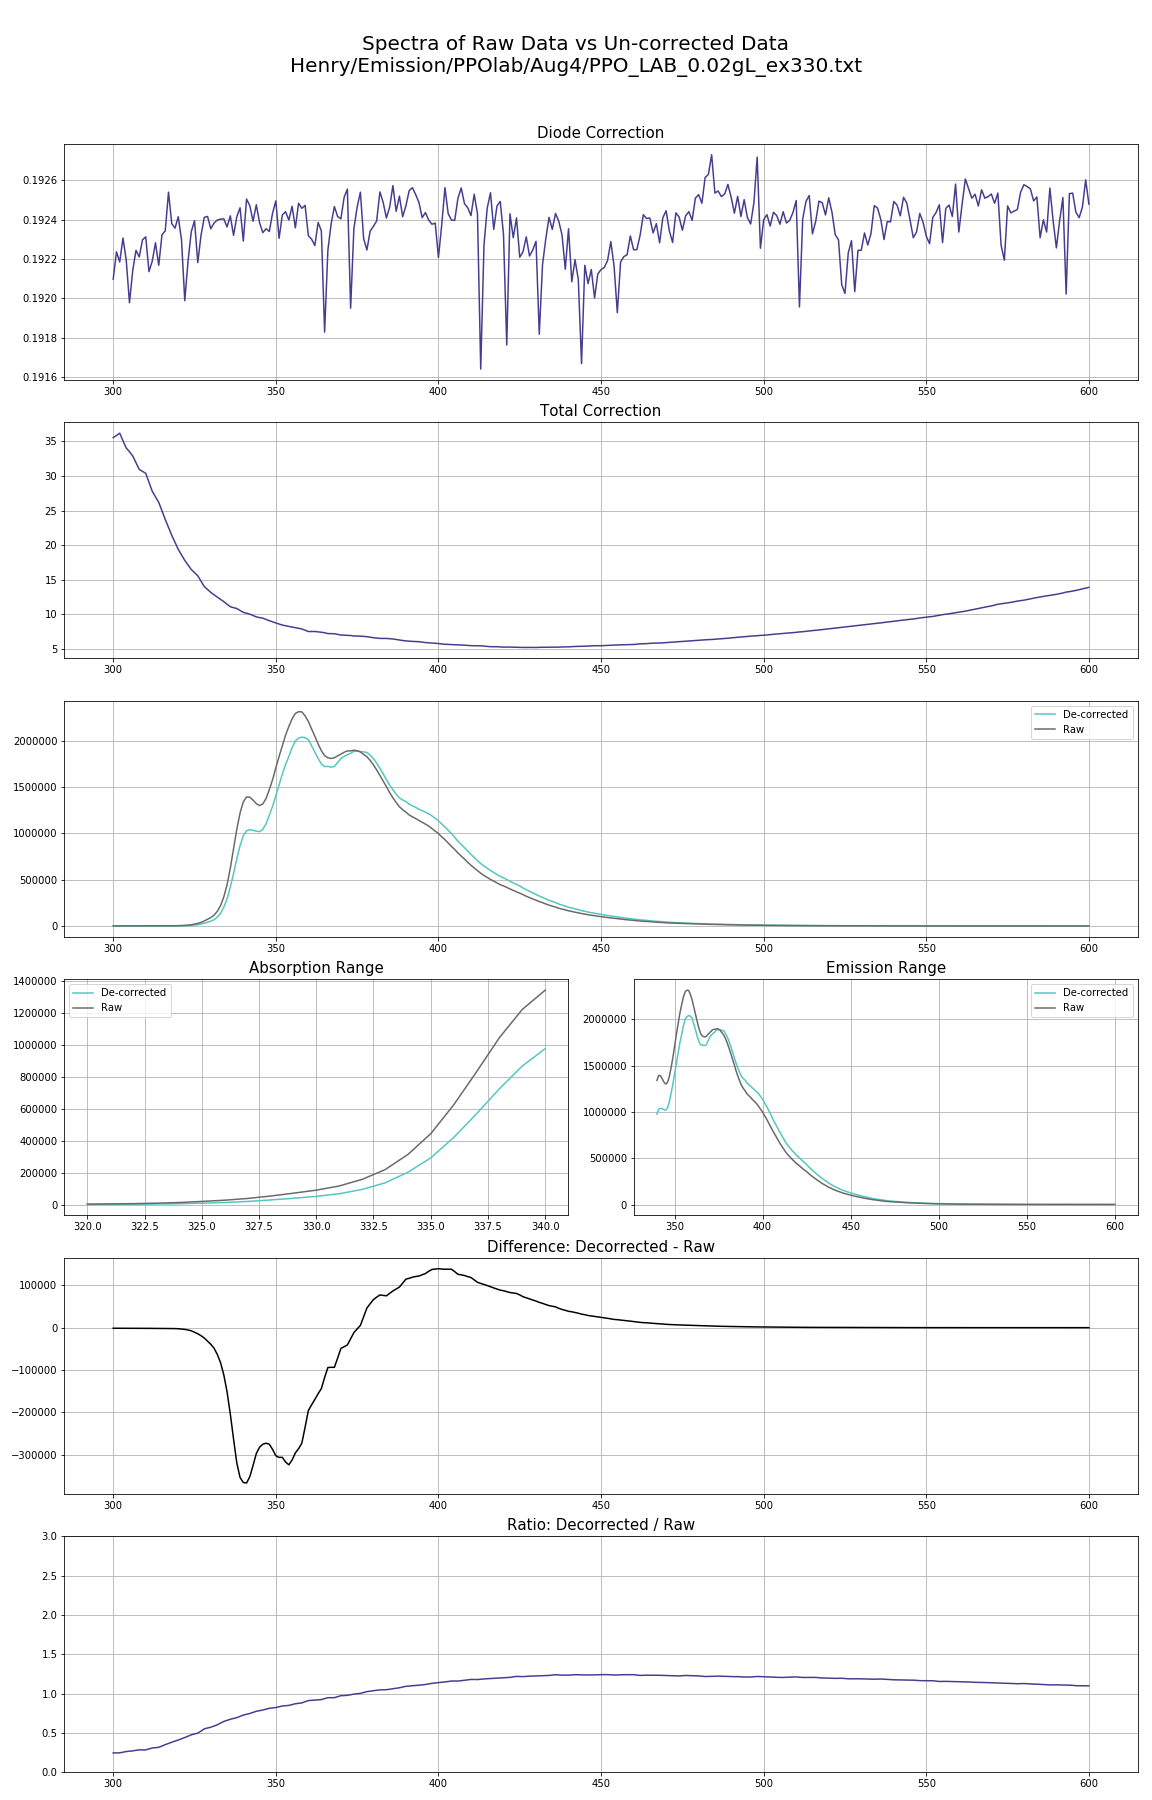 Spectra of Raw Data vs Un-corrected Data
Henry/Emission/PPOlab/Aug4/PPO_LAB_0.02gL_ex330.txt
Diode Correction
0.1926
0.1924
0.1922
0.1920
0.1918
0.1916
300 350 400 450 500 550 600
Total Correction
35
30
25
20
15
10
5
300 350 400 450 500 550 600
De-corrected
Raw
2000000
1500000
1000000
500000
0
300 350 400 450 500 550 600
Absorption Range
1400000
1200000
1000000
800000
600000
400000
200000
0
De-corrected
Raw
320.0 322.5 325.0 327.5 330.0 332.5 335.0 337.5 340.0
Emission Range
De-corrected
Raw
2000000
1500000
1000000
500000
0
350 400 450 500 550 600
Difference: Decorrected - Raw
100000
0
−100000
−200000
−300000
300 350 400 450 500 550 600
Ratio: Decorrected / Raw
3.0
2.5
2.0
1.5
1.0
0.5
0.0
300 350 400 450 500 550 600